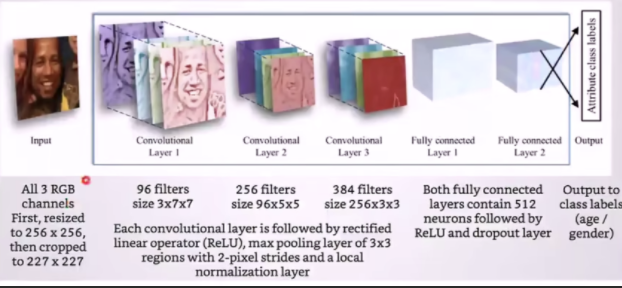 Input
Convolutional
Layer 1
Convolutional
Layer 2
Convolutional
Layer 3
Fully connected
Layer 1
Fully connected
Layer 2
Output
Attribute class labels
All 3 RGB
channels
First, resized
to 256 x 256,
then cropped
to 227 x 227
96 filters
size 3x7x7
256 filters
size 96x5x5
384 filters
size 256x3x3
Each convolutional layer is followed by rectified
linear operator (ReLU), max pooling layer of 3x3
regions with 2-pixel strides and a local
normalization layer
Both fully connected
layers contain 512
neurons followed by
ReLU and dropout layer
Output to
class labels
(age /
gender)